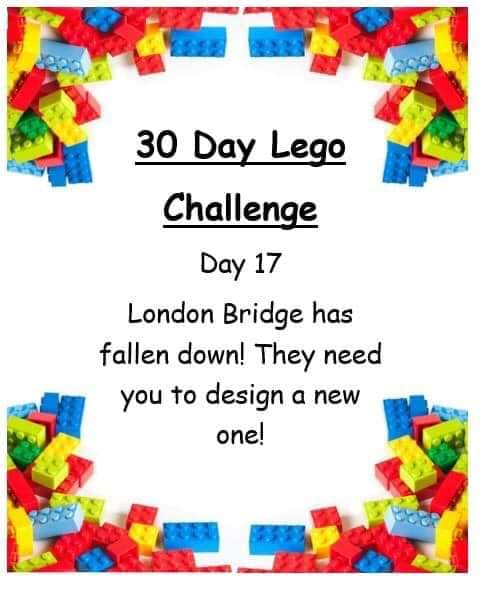 30 Day Lego
Challenge
Day 17
London Bridge has
fallen down! They need
you to design a new
one!